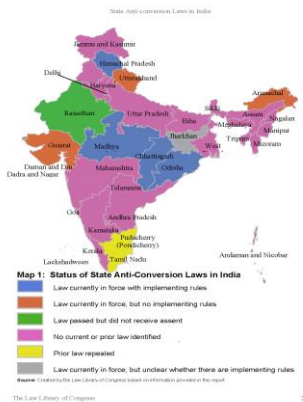 State Anti-conversion Laws in India
Jammu and Kashmir
Himachal Pradesh
Delhi
Uttarakhand
Haryana
Arunachal
Rajasthan
Uttar Pradesh
Assam
Nagalan
Biha
Meghalaya
Manipur
Jharkhan
Gujarat
Madhya
West
Tripura
Mizoram
Chhattisgarh
Daman and Diu
Dadra and Nagar
Maharashtra
Odisha
Telangana
Goa
Andhra Pradesh
Karnataka
Puducherry
(Pondicherry)
Andaman and Nicobar
Kerala
Tamil Nadu
Lakshadweep
Map 1: Status of State Anti-Conversion Laws in India
Law currently in force with implementing rules
Law currently in force, but no implementing rules
Law passed but did not receive assent
No current or prior law identified
Prior law repealed
Law currently in force, but unclear whether there are implementing rules
Source: Created by the Law Library of Congress based on information provided in this report.
The Law Library of Congress
2